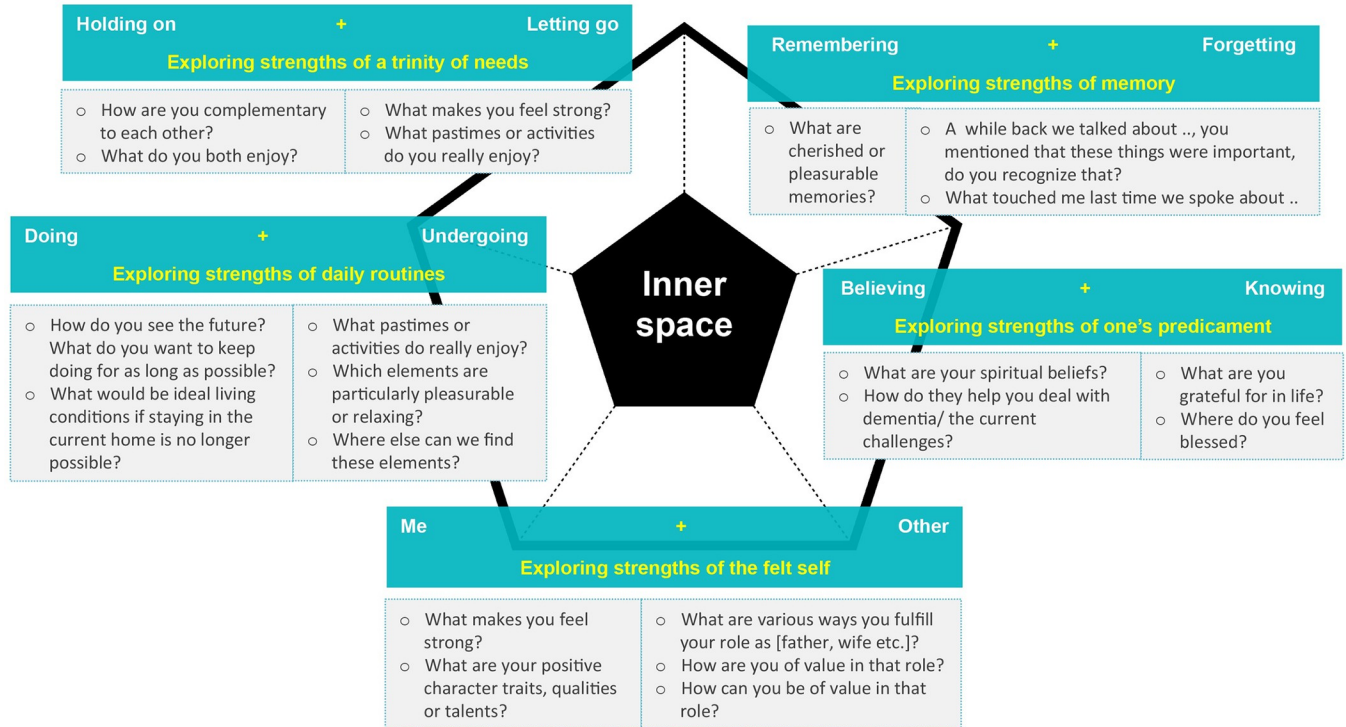 Holding on + Letting go
Exploring strengths of a trinity of needs
○ How are you complementary
to each other?
○ What do you both enjoy?
○ What makes you feel strong?
○ What pastimes or activities
do you really enjoy?
Remembering + Forgetting
Exploring strengths of memory
○ What are
cherished or
pleasurable
memories?
○ A while back we talked about .., you
mentioned that these things were important,
do you recognize that?
○ What touched me last time we spoke about ..
Doing + Undergoing
Exploring strengths of daily routines
○ How do you see the future?
What do you want to keep
doing for as long as possible?
○ What would be ideal living
conditions if staying in the
current home is no longer
possible?
○ What pastimes or
activities do really enjoy?
○ Which elements are
particularly pleasurable
or relaxing?
○ Where else can we find
these elements?
Inner
space
Believing + Knowing
Exploring strengths of one's predicament
○ What are your spiritual beliefs?
○ How do they help you deal with
dementia/ the current
challenges?
○ What are you
grateful for in life?
○ Where do you feel
blessed?
Me + Other
Exploring strengths of the felt self
○ What makes you feel
strong?
○ What are your positive
character traits, qualities
or talents?
○ What are various ways you fulfill
your role as [father, wife etc.]?
○ How are you of value in that role?
○ How can you be of value in that
role?